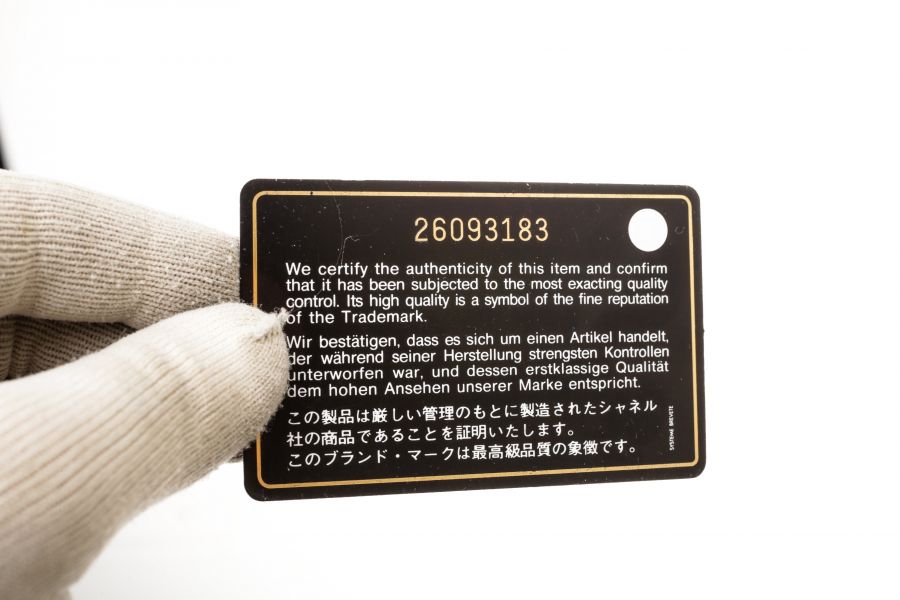 26093183
We certify the authenticity of this item and confirm
that it has been subjected to the most exacting quality
control. Its high quality is a symbol of the fine reputation
of the Trademark.
Wir bestätigen, dass es sich um einen Artikel handelt,
der während seiner Herstellung strengsten Kontrollen
unterworfen war, und dessen erstklassige Qualität
dem hohen Ansehen unserer Marke entspricht.
この製品は厳しい管理のもとに製造されたシャネル
社の商品であることを証明いたします。
このブランド・マークは最高級品質の象徴です。
SYSTEME BREVETE